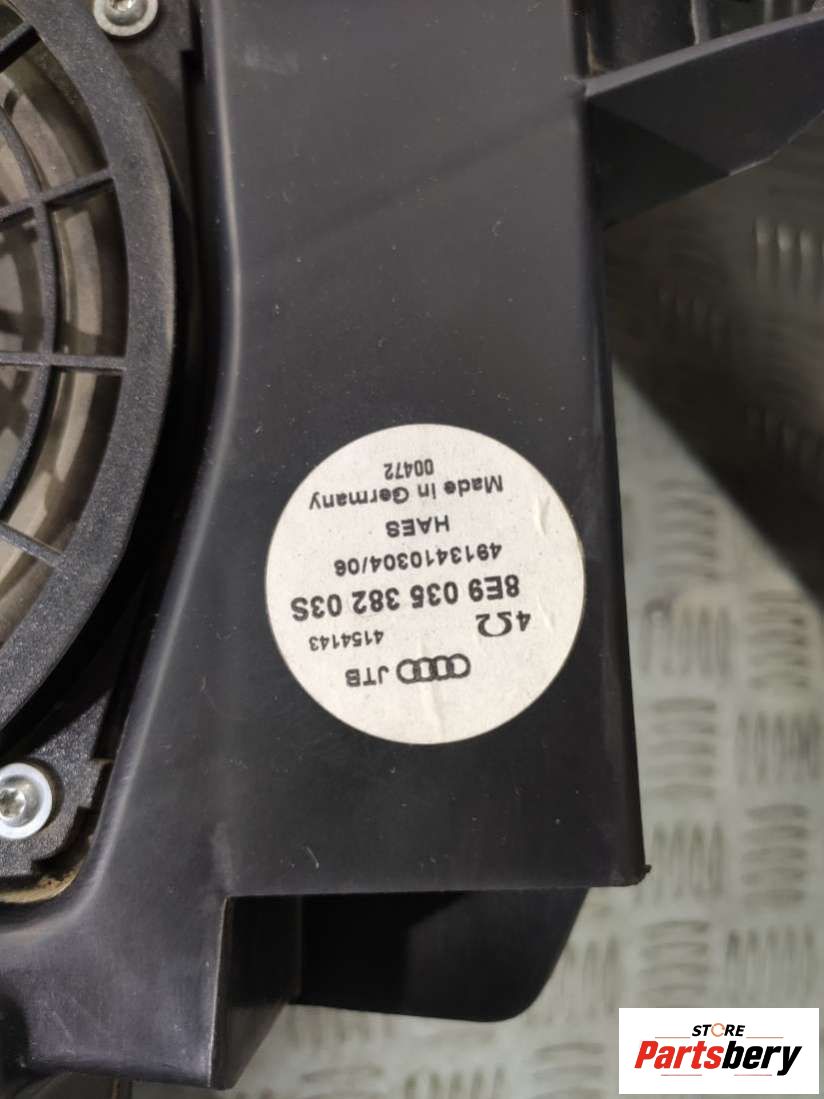 JTB
4Ω 4154143
8E9 035 382 03S
4913410304/06
HAES
Made in Germany
00472
STORE
Partsbery